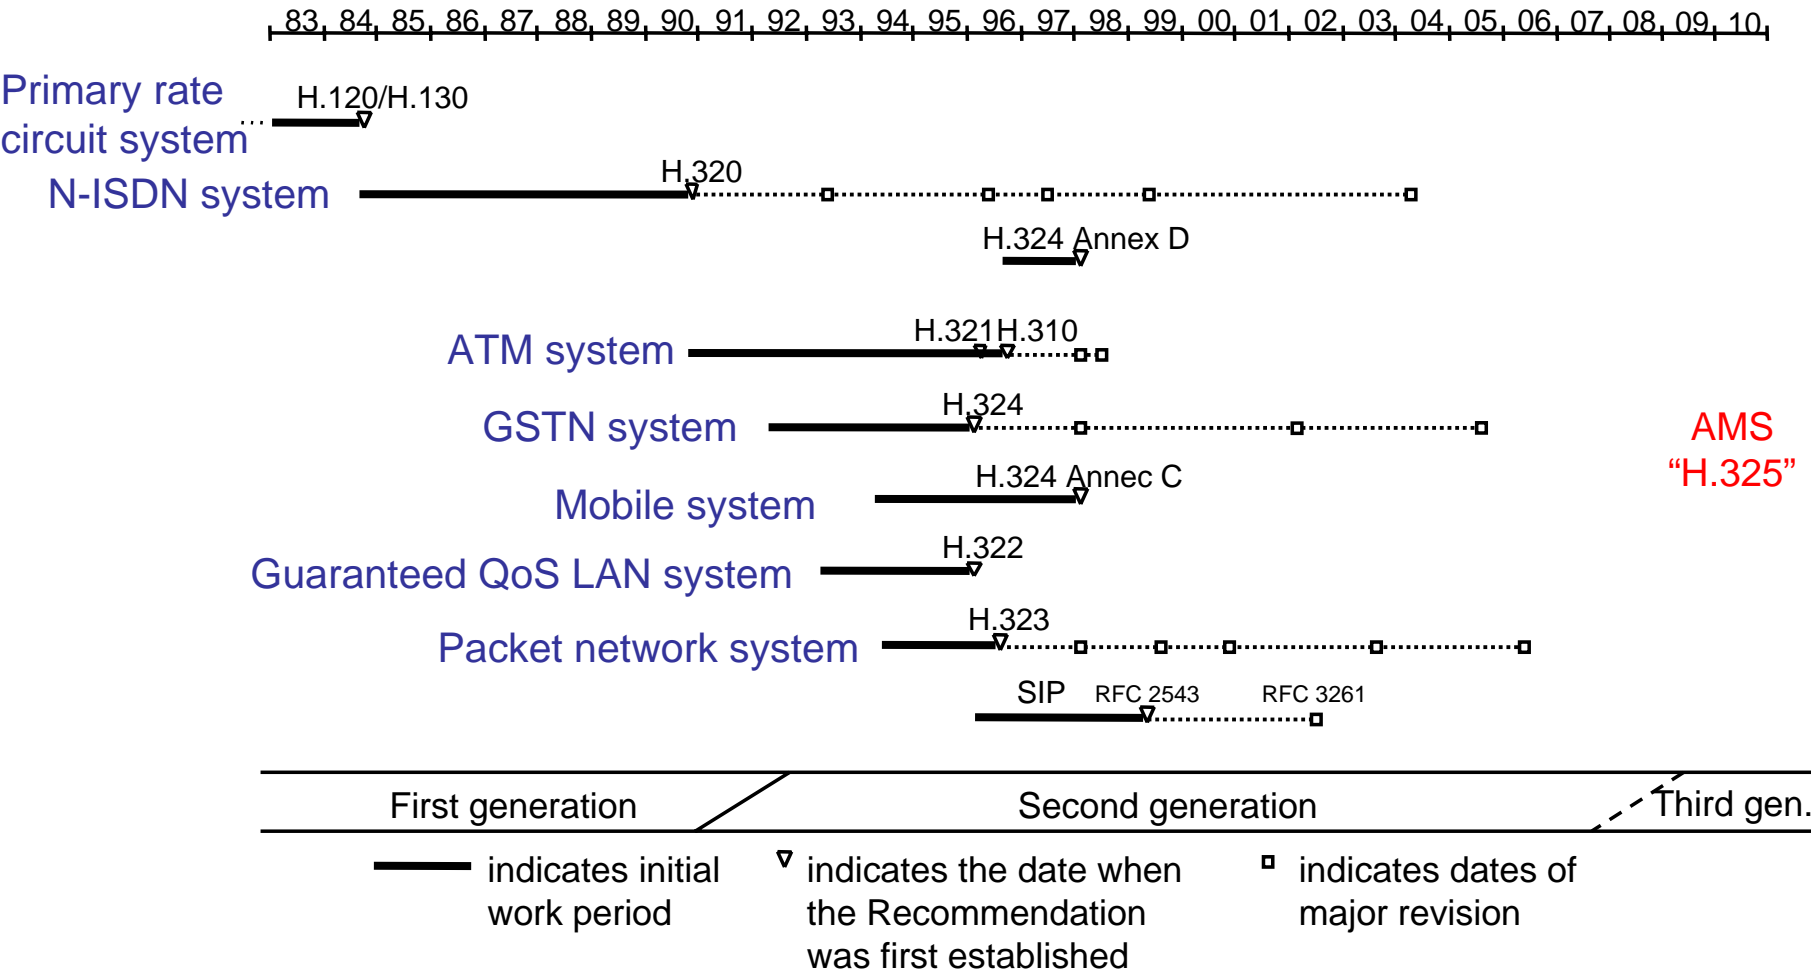 83 84 85 86 87 88 89 90 91 92 93 94 95 96 97 98 99 00 01 02 03 04 05 06 07 08 09 10
Primary rate
circuit system
H.120/H.130
N-ISDN system
H.320
H.324 Annex D
ATM system
H.321 H.310
GSTN system
H.324
AMS
“H.325”
Mobile system
H.324 Annec C
Guaranteed QoS LAN system
H.322
Packet network system
H.323
SIP RFC 2543 RFC 3261
First generation Second generation Third gen.
indicates initial
work period
indicates the date when
the Recommendation
was first established
indicates dates of
major revision